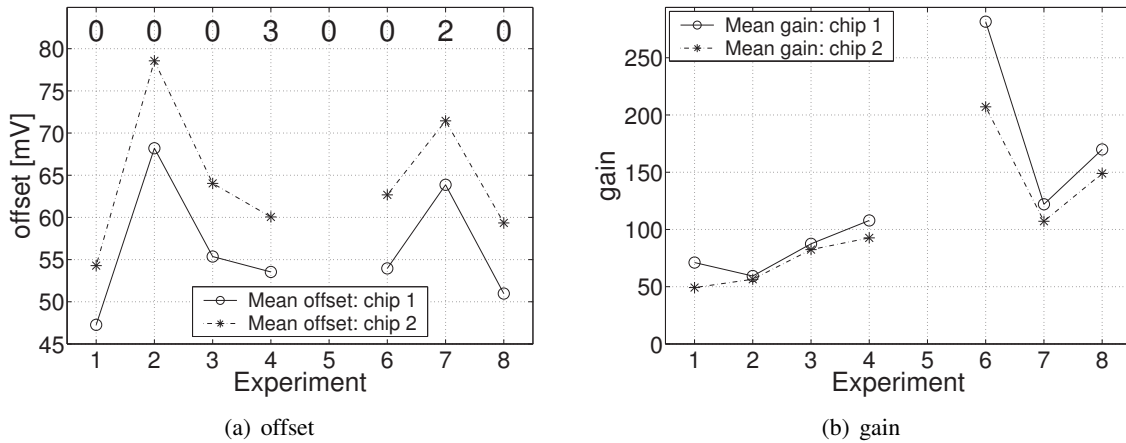 0 0 0 3 0 0 2 0
80
75
70
65
60
55
50
45
offset [mV]
Mean offset: chip 1
Mean offset: chip 2
1 2 3 4 5 6 7 8
Experiment
(a) offset
Mean gain: chip 1
Mean gain: chip 2
250
200
150
100
50
0
gain
1 2 3 4 5 6 7 8
Experiment
(b) gain